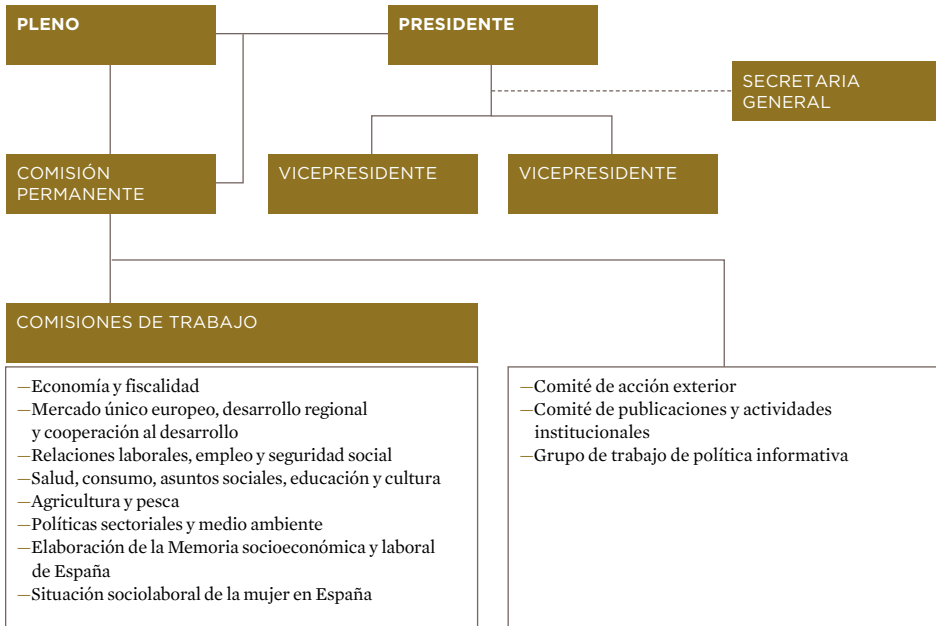 PLENO
PRESIDENTE
SECRETARIA
GENERAL
COMISIÓN
PERMANENTE
VICEPRESIDENTE
VICEPRESIDENTE
COMISIONES DE TRABAJO
—Economía y fiscalidad
—Mercado único europeo, desarrollo regional
y cooperación al desarrollo
—Relaciones laborales, empleo y seguridad social
—Salud, consumo, asuntos sociales, educación y cultura
—Agricultura y pesca
—Políticas sectoriales y medio ambiente
—Elaboración de la Memoria socioeconómica y laboral
de España
—Situación sociolaboral de la mujer en España
—Comité de acción exterior
—Comité de publicaciones y actividades
institucionales
—Grupo de trabajo de política informativa